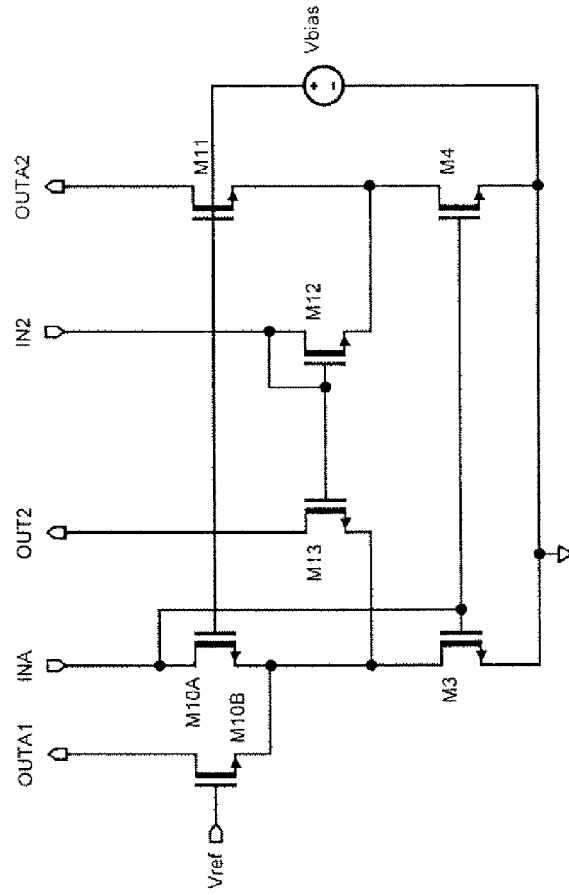 OUTA1
INA
OUT2
IN2
OUTA2
Vref
M10A
M10B
M13
M12
M11
Vbias
+
-
M3
M4